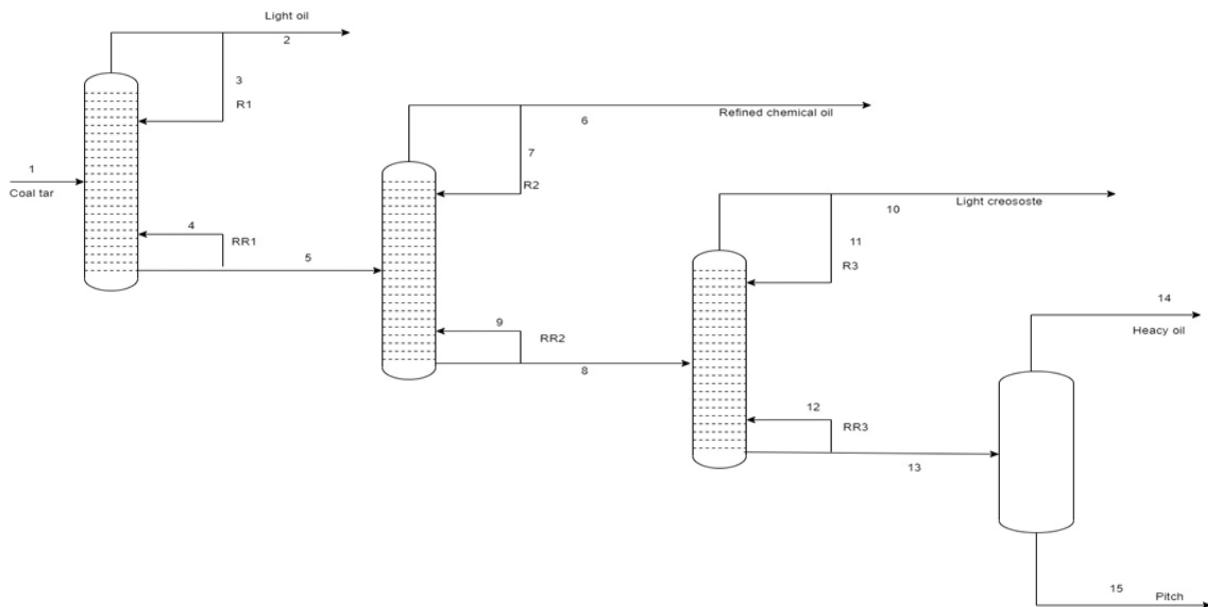 Light oil
2
3
R1
1
Coal tar
4
RR1
5
6
Refined chemical oil
7
R2
9
RR2
8
10
Light creososte
11
R3
12
RR3
13
14
Heacy oil
15
Pitch